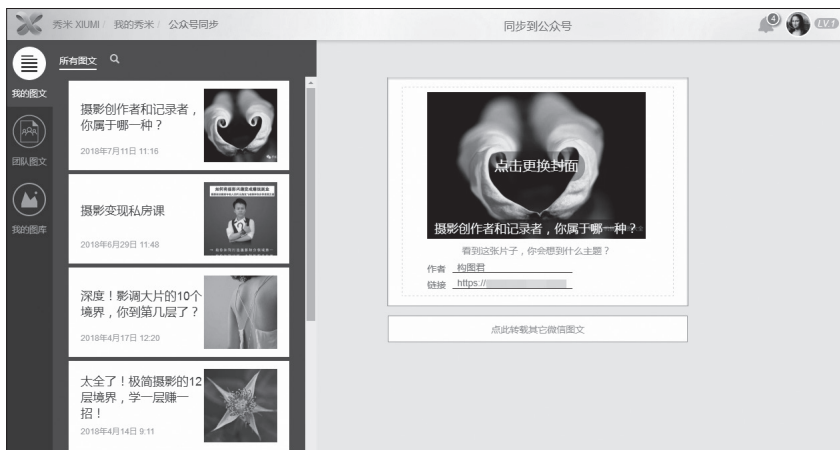 秀米 XIUMI / 我的秀米 / 公众号同步
同步到公众号
4
LV.1
我的图文
团队图文
我的图库
所有图文
摄影创作者和记录者，
你属于哪一种？
2018年7月11日 11:16
摄影变现私房课
2018年6月29日 11:48
深度！影调大片的10个
境界，你到第几层了？
2018年4月17日 12:20
太全了！极简摄影的12
层境界，学一层赚一
招！
2018年4月14日 9:11
点击更换封面
摄影创作者和记录者，你属于哪一种？
看到这张片子，你会想到什么主题？
作者 构图君
链接 https://
点此转载其它微信图文